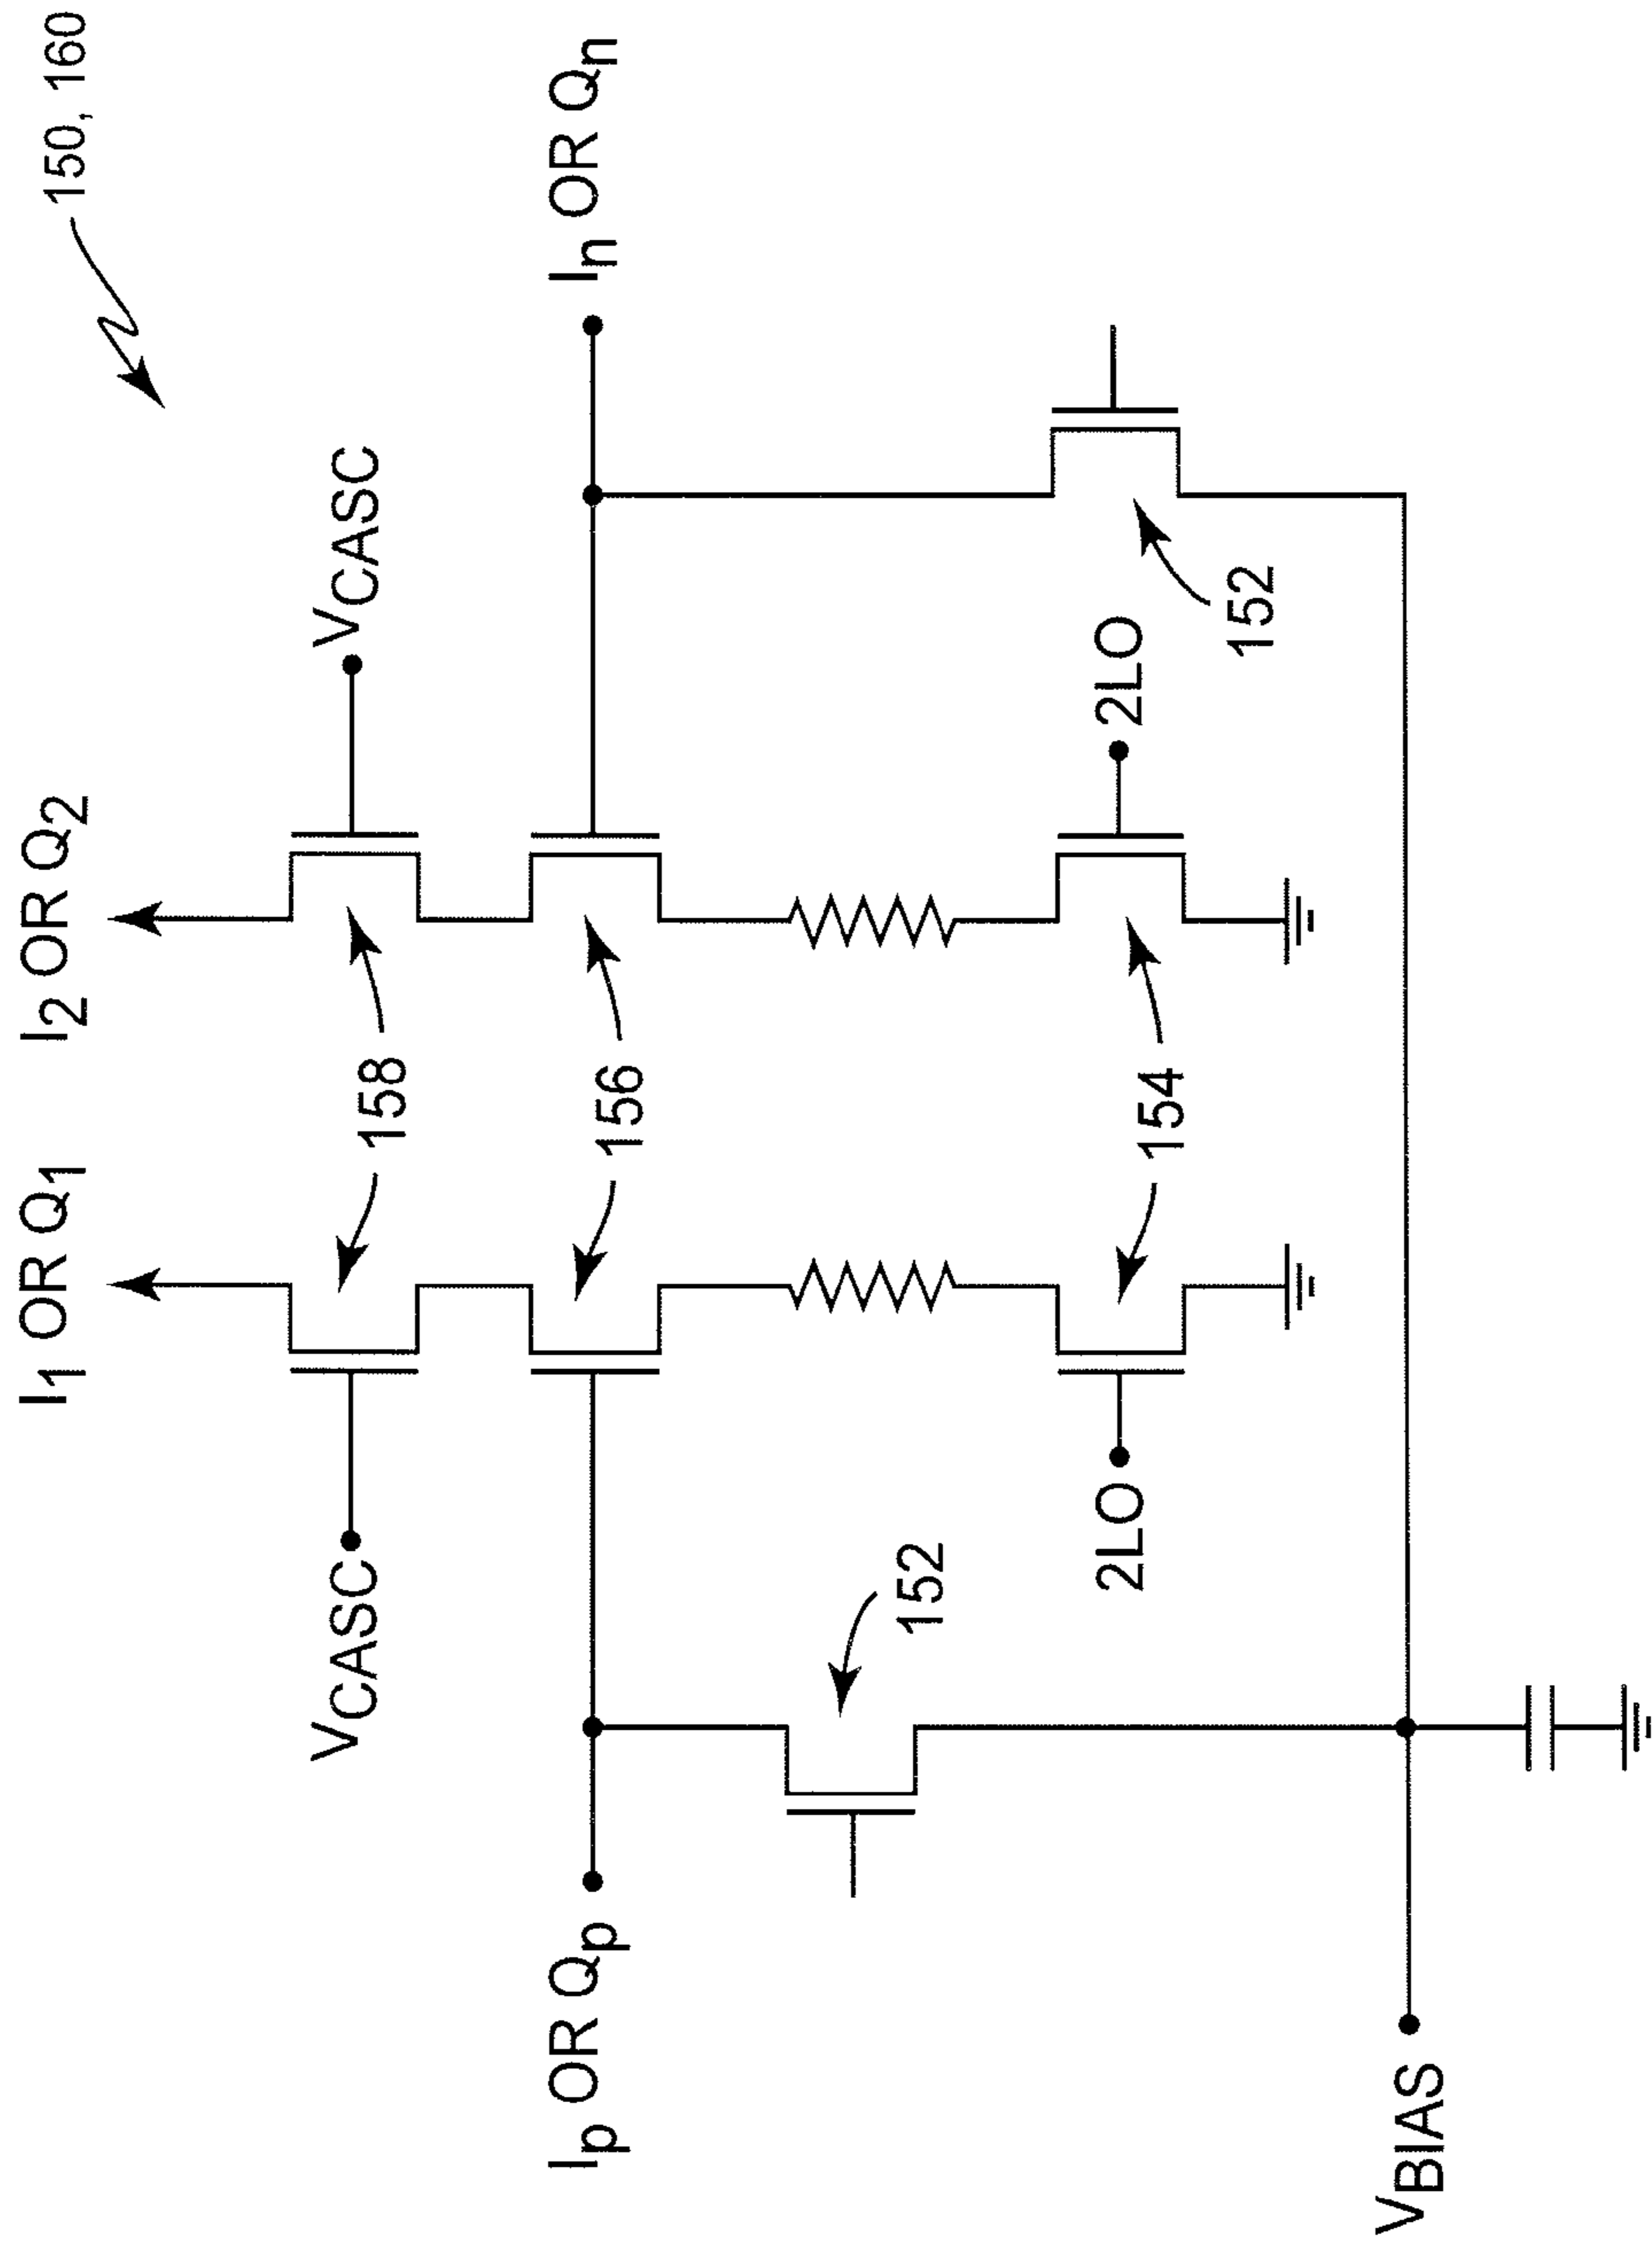 150, 160
I1 OR Q1
I2 OR Q2
VCASC
158
VCASC
Ip OR Qp
156
In OR Qn
152
2LO
154
2LO
152
VBIAS